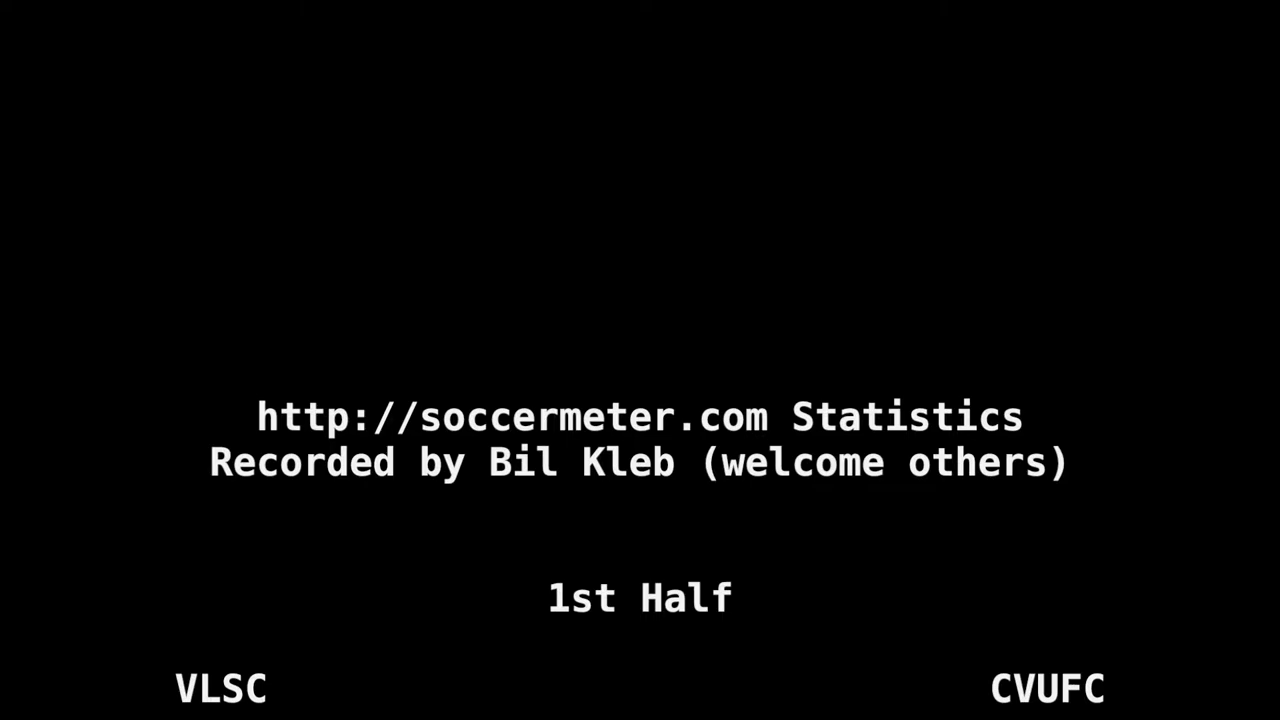 http://soccermeter.com Statistics
Recorded by Bil Kleb (welcome others)
1st Half
VLSC CVUFC